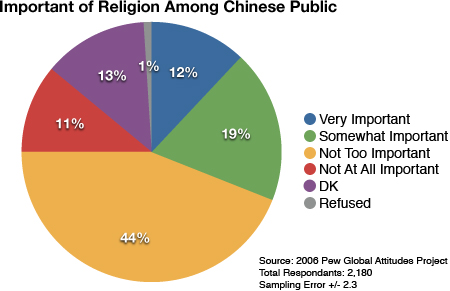 Important of Religion Among Chinese Public
1%
12%
13%
19%
11%
44%
Very Important
Somewhat Important
Not Too Important
Not At All Important
DK
Refused
Source: 2006 Pew Global Attitudes Project
Total Respondants: 2,180
Sampling Error +/- 2.3